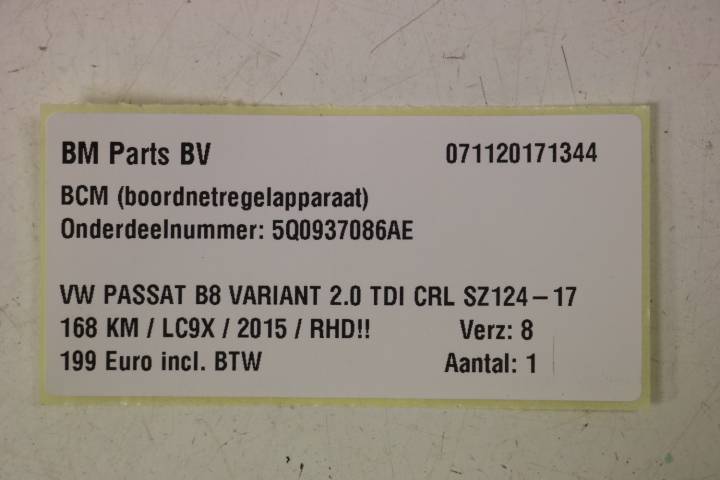 BM Parts BV 071120171344
BCM (boordnetregelapparaat)
Onderdeelnummer: 5Q0937086AE
VW PASSAT B8 VARIANT 2.0 TDI CRL SZ124-17
168 KM / LC9X / 2015 / RHD!! Verz: 8
199 Euro incl. BTW Aantal: 1